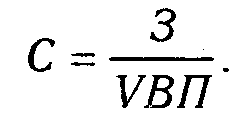 С = З / VВП.